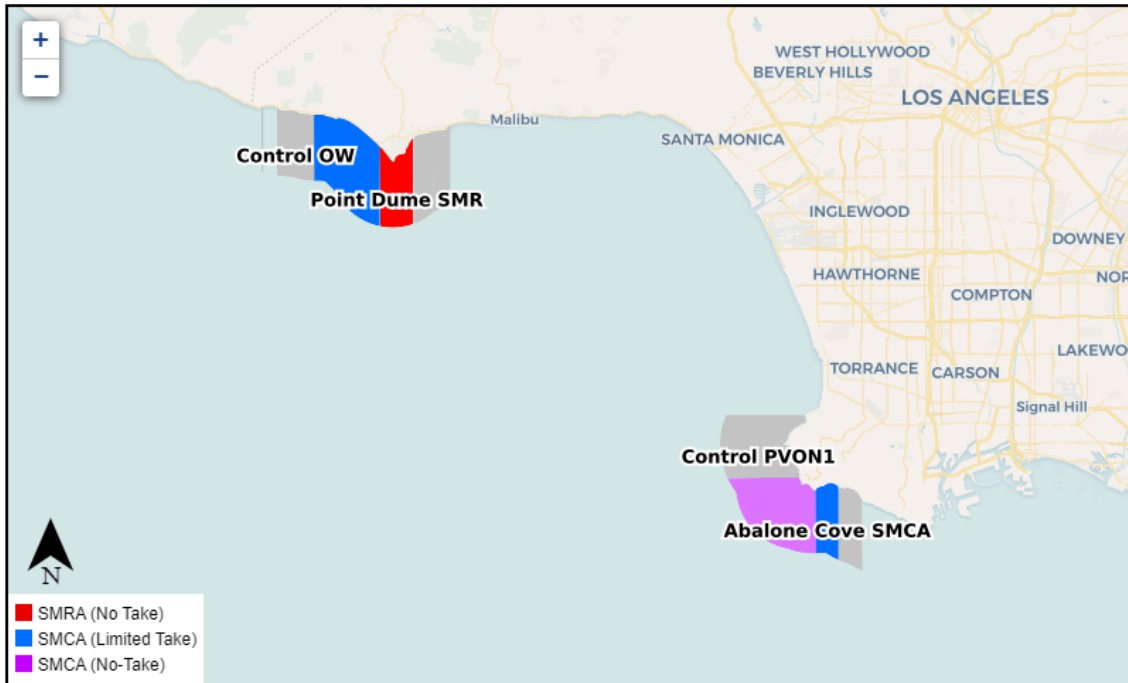 +
−
WEST HOLLYWOOD
BEVERLY HILLS
LOS ANGELES
Malibu
SANTA MONICA
Control OW
Point Dume SMR
INGLEWOOD
DOWNEY
HAWTHORNE
NOR
COMPTON
LAKEWO
TORRANCE
CARSON
Signal Hill
Control PVON1
Abalone Cove SMCA
N
SMRA (No Take)
SMCA (Limited Take)
SMCA (No-Take)